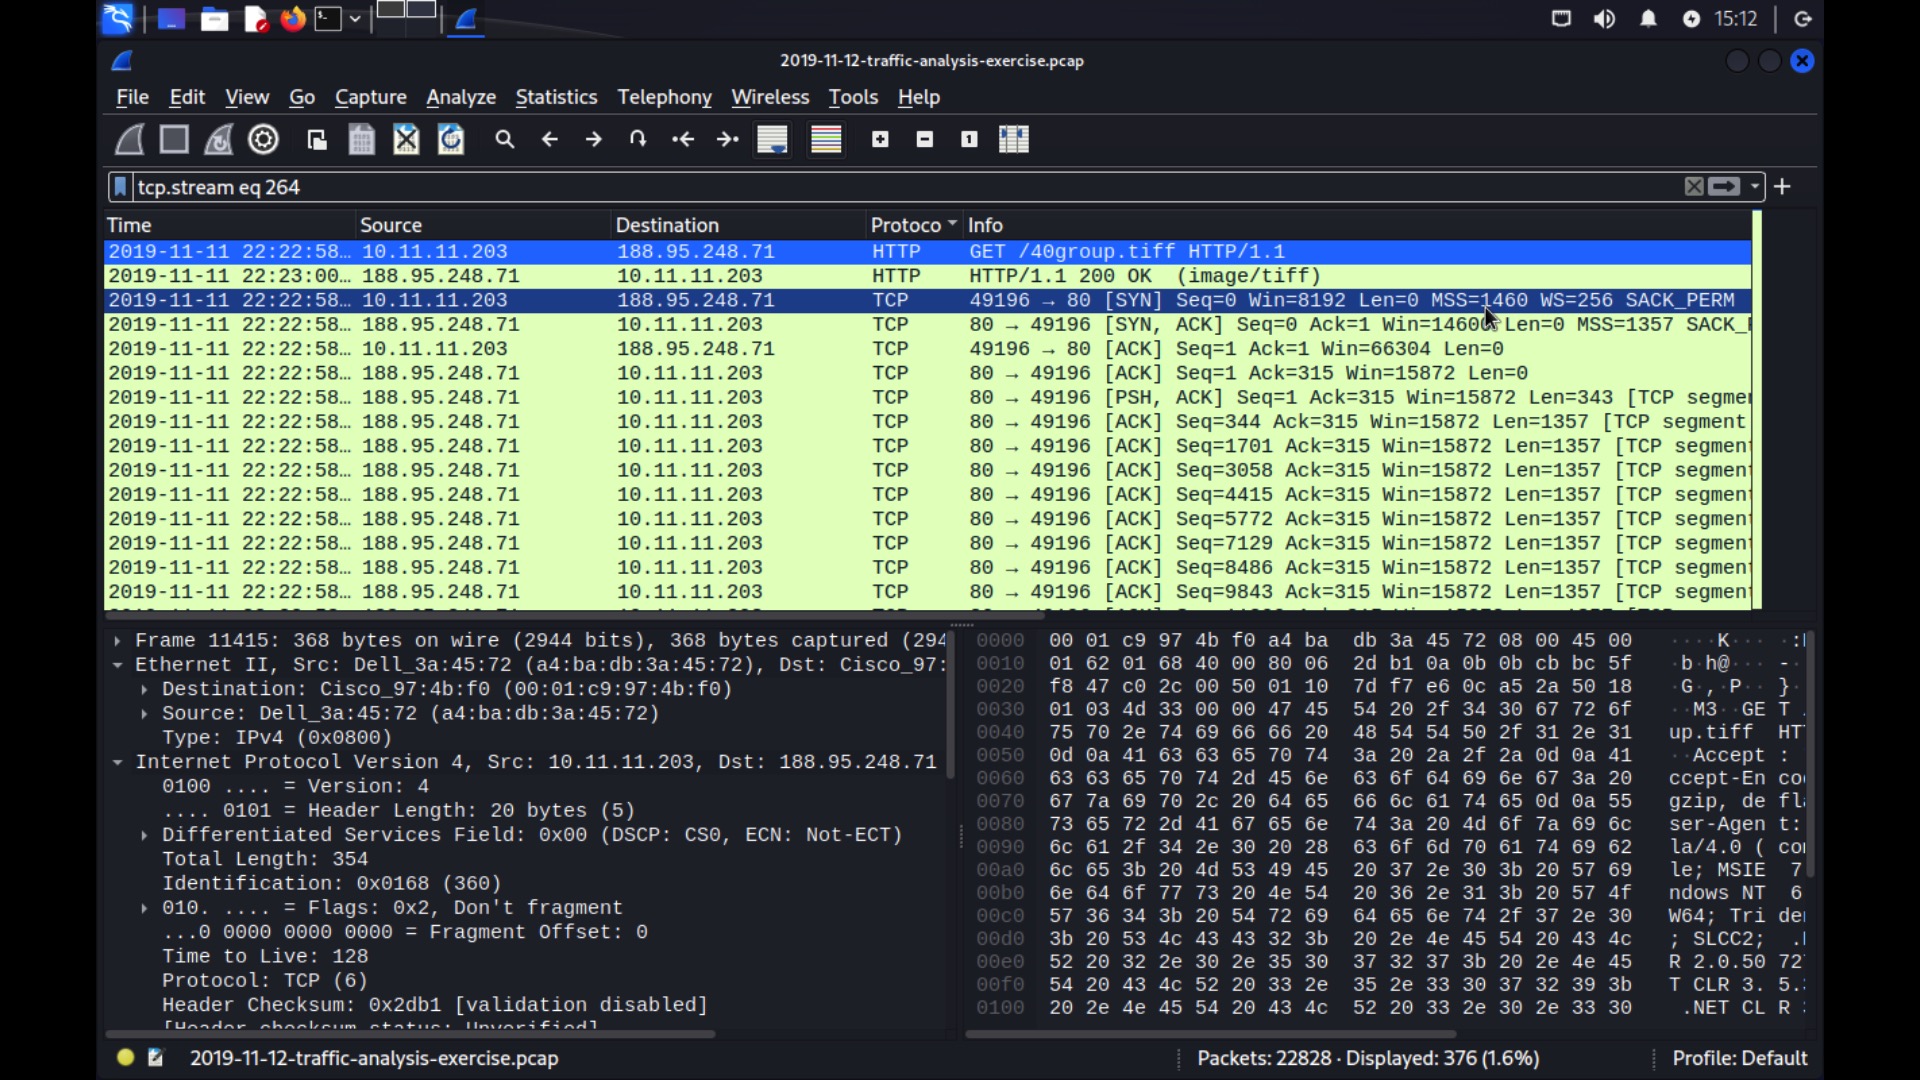 15:12
2019-11-12-traffic-analysis-exercise.pcap
File Edit View Go Capture Analyze Statistics Telephony Wireless Tools Help
tcp.stream eq 264
Time Source Destination Protoco Info
2019-11-11 22:22:58… 10.11.11.203 188.95.248.71 HTTP GET /40group.tiff HTTP/1.1
2019-11-11 22:23:00… 188.95.248.71 10.11.11.203 HTTP HTTP/1.1 200 OK (image/tiff)
2019-11-11 22:22:58… 10.11.11.203 188.95.248.71 TCP 49196 → 80 [SYN] Seq=0 Win=8192 Len=0 MSS=1460 WS=256 SACK_PERM
2019-11-11 22:22:58… 188.95.248.71 10.11.11.203 TCP 80 → 49196 [SYN, ACK] Seq=0 Ack=1 Win=14600 Len=0 MSS=1357 SACK_
2019-11-11 22:22:58… 10.11.11.203 188.95.248.71 TCP 49196 → 80 [ACK] Seq=1 Ack=1 Win=66304 Len=0
2019-11-11 22:22:58… 188.95.248.71 10.11.11.203 TCP 80 → 49196 [ACK] Seq=1 Ack=315 Win=15872 Len=0
2019-11-11 22:22:58… 188.95.248.71 10.11.11.203 TCP 80 → 49196 [PSH, ACK] Seq=1 Ack=315 Win=15872 Len=343 [TCP segme
2019-11-11 22:22:58… 188.95.248.71 10.11.11.203 TCP 80 → 49196 [ACK] Seq=344 Ack=315 Win=15872 Len=1357 [TCP segment
2019-11-11 22:22:58… 188.95.248.71 10.11.11.203 TCP 80 → 49196 [ACK] Seq=1701 Ack=315 Win=15872 Len=1357 [TCP segment
2019-11-11 22:22:58… 188.95.248.71 10.11.11.203 TCP 80 → 49196 [ACK] Seq=3058 Ack=315 Win=15872 Len=1357 [TCP segment
2019-11-11 22:22:58… 188.95.248.71 10.11.11.203 TCP 80 → 49196 [ACK] Seq=4415 Ack=315 Win=15872 Len=1357 [TCP segment
2019-11-11 22:22:58… 188.95.248.71 10.11.11.203 TCP 80 → 49196 [ACK] Seq=5772 Ack=315 Win=15872 Len=1357 [TCP segment
2019-11-11 22:22:58… 188.95.248.71 10.11.11.203 TCP 80 → 49196 [ACK] Seq=7129 Ack=315 Win=15872 Len=1357 [TCP segment
2019-11-11 22:22:58… 188.95.248.71 10.11.11.203 TCP 80 → 49196 [ACK] Seq=8486 Ack=315 Win=15872 Len=1357 [TCP segment
2019-11-11 22:22:58… 188.95.248.71 10.11.11.203 TCP 80 → 49196 [ACK] Seq=9843 Ack=315 Win=15872 Len=1357 [TCP segment
Frame 11415: 368 bytes on wire (2944 bits), 368 bytes captured (294
Ethernet II, Src: Dell_3a:45:72 (a4:ba:db:3a:45:72), Dst: Cisco_97:
Destination: Cisco_97:4b:f0 (00:01:c9:97:4b:f0)
Source: Dell_3a:45:72 (a4:ba:db:3a:45:72)
Type: IPv4 (0x0800)
Internet Protocol Version 4, Src: 10.11.11.203, Dst: 188.95.248.71
0100 .... = Version: 4
.... 0101 = Header Length: 20 bytes (5)
Differentiated Services Field: 0x00 (DSCP: CS0, ECN: Not-ECT)
Total Length: 354
Identification: 0x0168 (360)
010. .... = Flags: 0x2, Don't fragment
...0 0000 0000 0000 = Fragment Offset: 0
Time to Live: 128
Protocol: TCP (6)
Header Checksum: 0x2db1 [validation disabled]
[Header checksum status: Unverified]
0000 00 01 c9 97 4b f0 a4 ba db 3a 45 72 08 00 45 00 ····K··· ·:
0010 01 62 01 68 40 00 80 06 2d b1 0a 0b 0b cb bc 5f ·b·h@··· -·
0020 f8 47 c0 2c 00 50 01 10 7d f7 e6 0c a5 2a 50 18 ·G·,·P·· }·
0030 01 03 4d 33 00 00 47 45 54 20 2f 34 30 67 72 6f ··M3··GE T
0040 75 70 2e 74 69 66 66 20 48 54 54 50 2f 31 2e 31 up.tiff HT
0050 0d 0a 41 63 63 65 70 74 3a 20 2a 2f 2a 0d 0a 41 ··Accept :
0060 63 63 65 70 74 2d 45 6e 63 6f 64 69 6e 67 3a 20 ccept-En co
0070 67 7a 69 70 2c 20 64 65 66 6c 61 74 65 0d 0a 55 gzip, de fl
0080 73 65 72 2d 41 67 65 6e 74 3a 20 4d 6f 7a 69 6c ser-Agen t:
0090 6c 61 2f 34 2e 30 20 28 63 6f 6d 70 61 74 69 62 la/4.0 ( co
00a0 6c 65 3b 20 4d 53 49 45 20 37 2e 30 3b 20 57 69 le; MSIE 7
00b0 6e 64 6f 77 73 20 4e 54 20 36 2e 31 3b 20 57 4f ndows NT 6
00c0 57 36 34 3b 20 54 72 69 64 65 6e 74 2f 37 2e 30 W64; Tri de
00d0 3b 20 53 4c 43 43 32 3b 20 2e 4e 45 54 20 43 4c ; SLCC2; .
00e0 52 20 32 2e 30 2e 35 30 37 32 37 3b 20 2e 4e 45 R 2.0.50 72
00f0 54 20 43 4c 52 20 33 2e 35 2e 33 30 37 32 39 3b T CLR 3. 5.
0100 20 2e 4e 45 54 20 43 4c 52 20 33 2e 30 2e 33 30 .NET CL R
2019-11-12-traffic-analysis-exercise.pcap
Packets: 22828 · Displayed: 376 (1.6%)
Profile: Default